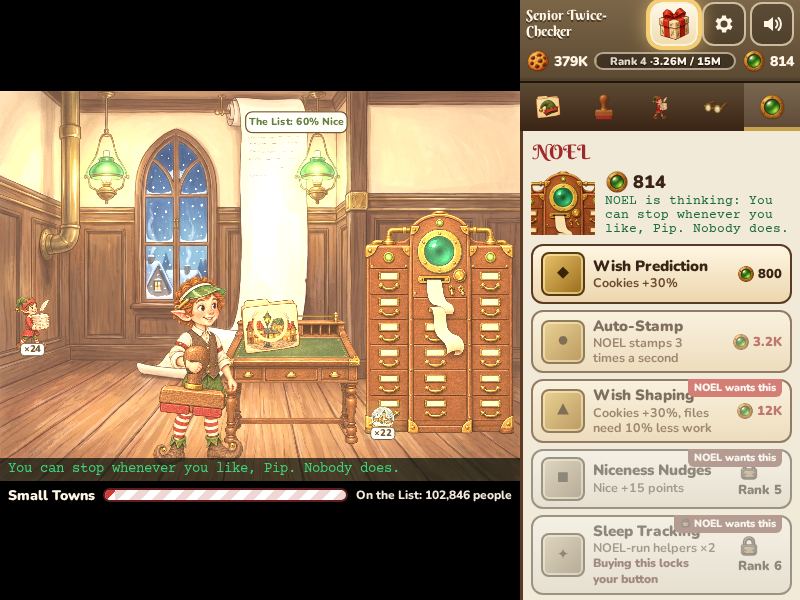 Senior Twice-
Checker
379K
Rank 4 · 3.26M / 15M
814
The List: 60% Nice
NOEL
814
NOEL is thinking: You
can stop whenever you
like, Pip. Nobody does.
Wish Prediction
Cookies +30%
800
Auto-Stamp
NOEL stamps 3
times a second
3.2K
NOEL wants this
Wish Shaping
Cookies +30%, files
need 10% less work
12K
NOEL wants this
Niceness Nudges
Nice +15 points
Rank 5
NOEL wants this
Sleep Tracking
NOEL-run helpers ×2
Buying this locks
your button
Rank 6
×24
×22
You can stop whenever you like, Pip. Nobody does.
Small Towns
On the List: 102,846 people